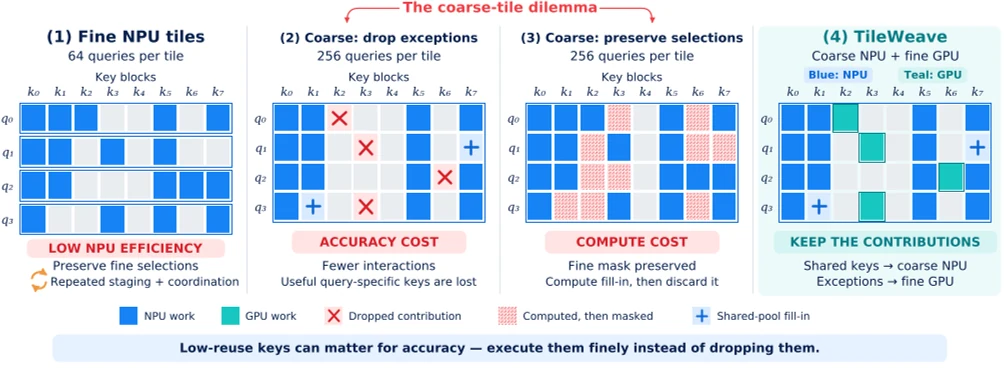 The coarse-tile dilemma
(1) Fine NPU tiles
64 queries per tile
Key blocks
k₀ k₁ k₂ k₃ k₄ k₅ k₆ k₇
q₀
q₁
q₂
q₃
LOW NPU EFFICIENCY
Preserve fine selections
Repeated staging + coordination
(2) Coarse: drop exceptions
256 queries per tile
Key blocks
k₀ k₁ k₂ k₃ k₄ k₅ k₆ k₇
q₀
q₁
q₂
q₃
ACCURACY COST
Fewer interactions
Useful query-specific keys are lost
(3) Coarse: preserve selections
256 queries per tile
Key blocks
k₀ k₁ k₂ k₃ k₄ k₅ k₆ k₇
q₀
q₁
q₂
q₃
COMPUTE COST
Fine mask preserved
Compute fill-in, then discard it
(4) TileWeave
Coarse NPU + fine GPU
Blue: NPU Teal: GPU
k₀ k₁ k₂ k₃ k₄ k₅ k₆ k₇
q₀
q₁
q₂
q₃
KEEP THE CONTRIBUTIONS
Shared keys → coarse NPU
Exceptions → fine GPU
NPU work GPU work Dropped contribution Computed, then masked Shared-pool fill-in
Low-reuse keys can matter for accuracy — execute them finely instead of dropping them.